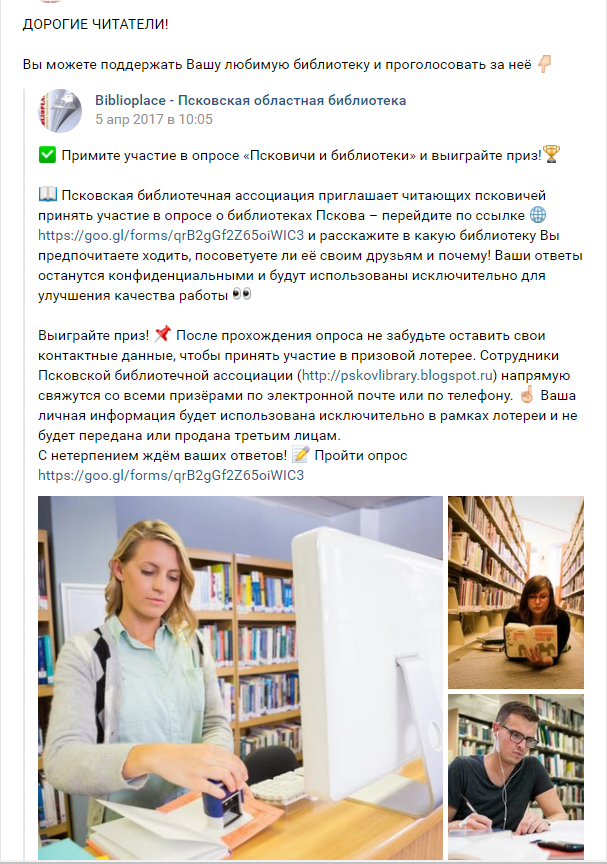 ДОРОГИЕ ЧИТАТЕЛИ!
Вы можете поддержать Вашу любимую библиотеку и проголосовать за неё 👇🏻
Biblioplace - Псковская областная библиотека
5 апр 2017 в 10:05
✅ Примите участие в опросе «Псковичи и библиотеки» и выиграйте приз!🏆
📖 Псковская библиотечная ассоциация приглашает читающих псковичей
принять участие в опросе о библиотеках Пскова – перейдите по ссылке 🌐
https://goo.gl/forms/qrB2gGf2Z65oiWIC3 и расскажите в какую библиотеку Вы
предпочитаете ходить, посоветуете ли её своим друзьям и почему! Ваши ответы
останутся конфиденциальными и будут использованы исключительно для
улучшения качества работы 👀
Выиграйте приз! 📌 После прохождения опроса не забудьте оставить свои
контактные данные, чтобы принять участие в призовой лотерее. Сотрудники
Псковской библиотечной ассоциации (http://pskovlibrary.blogspot.ru) напрямую
свяжутся со всеми призёрами по электронной почте или по телефону. ☝🏻 Ваша
личная информация будет использована исключительно в рамках лотереи и не
будет передана или продана третьим лицам.
С нетерпением ждём ваших ответов! 📝 Пройти опрос
https://goo.gl/forms/qrB2gGf2Z65oiWIC3